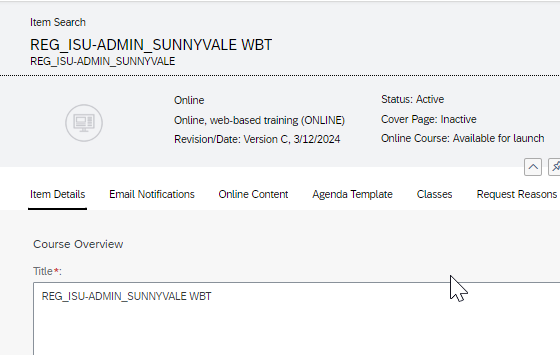 Item Search
REG_ISU-ADMIN_SUNNYVALE WBT
REG_ISU-ADMIN_SUNNYVALE
Online
Online, web-based training (ONLINE)
Revision/Date: Version C, 3/12/2024
Status: Active
Cover Page: Inactive
Online Course: Available for launch
Item Details Email Notifications Online Content Agenda Template Classes Request Reasons
Course Overview
Title*:
REG_ISU-ADMIN_SUNNYVALE WBT